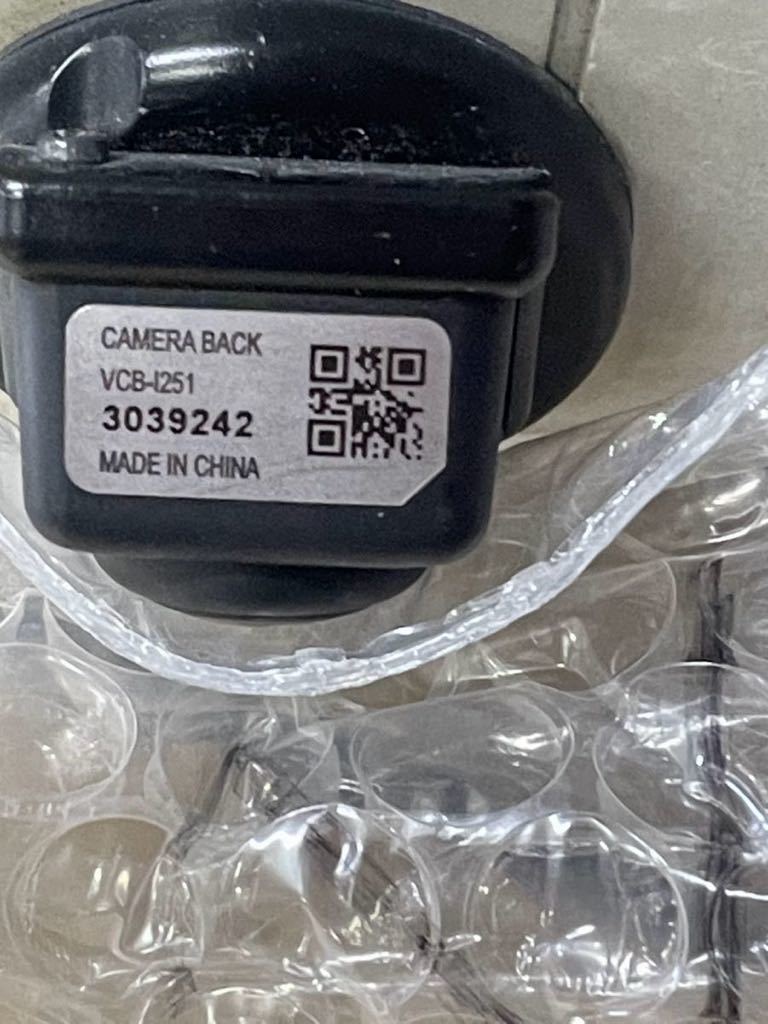 CAMERA BACK
VCB-I251
3039242
MADE IN CHINA